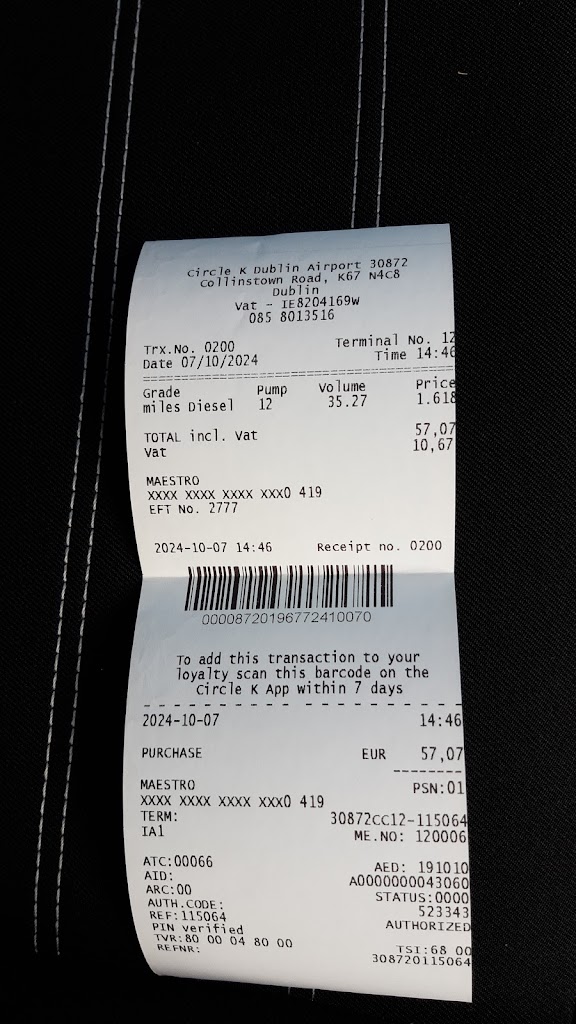 Circle K Dublin Airport 30872
Collinstown Road, K67 N4C8
Dublin
Vat - IE8204169W
085 8013516
Trx.No. 0200 Terminal No. 12
Date 07/10/2024 Time 14:46
Grade Pump Volume Price
miles Diesel 12 35.27 1.618
TOTAL incl. Vat 57,07
Vat 10,67
MAESTRO
XXXX XXXX XXXX XXX0 419
EFT No. 2777
2024-10-07 14:46 Receipt no. 0200
00008720196772410070
To add this transaction to your
loyalty scan this barcode on the
Circle K App within 7 days
2024-10-07 14:46
PURCHASE EUR 57,07
MAESTRO PSN:01
XXXX XXXX XXXX XXX0 419
TERM: 30872CC12-115064
IA1 ME.NO: 120006
ATC:00066 AED: 191010
AID: A0000000043060
ARC:00 STATUS:0000
AUTH.CODE: 523343
REF:115064 AUTHORIZED
PIN verified
TVR:80 00 04 80 00 TSI:68 00
REFNR: 308720115064